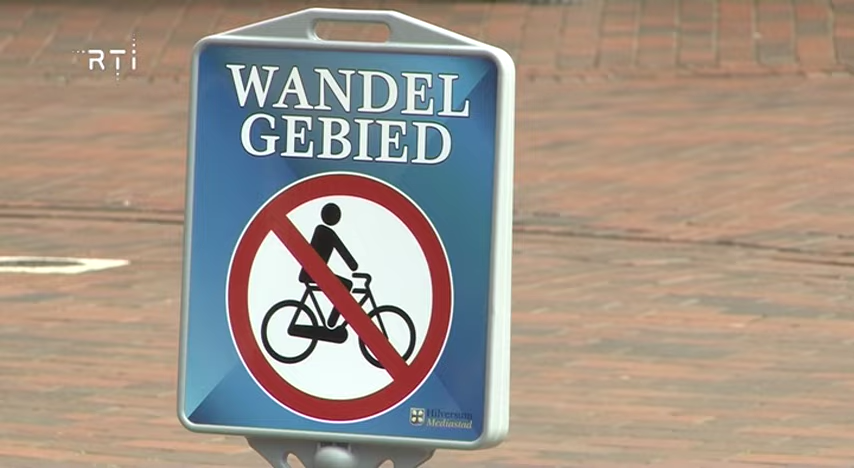 RTi
WANDEL
GEBIED
Hilversum
Mediastad